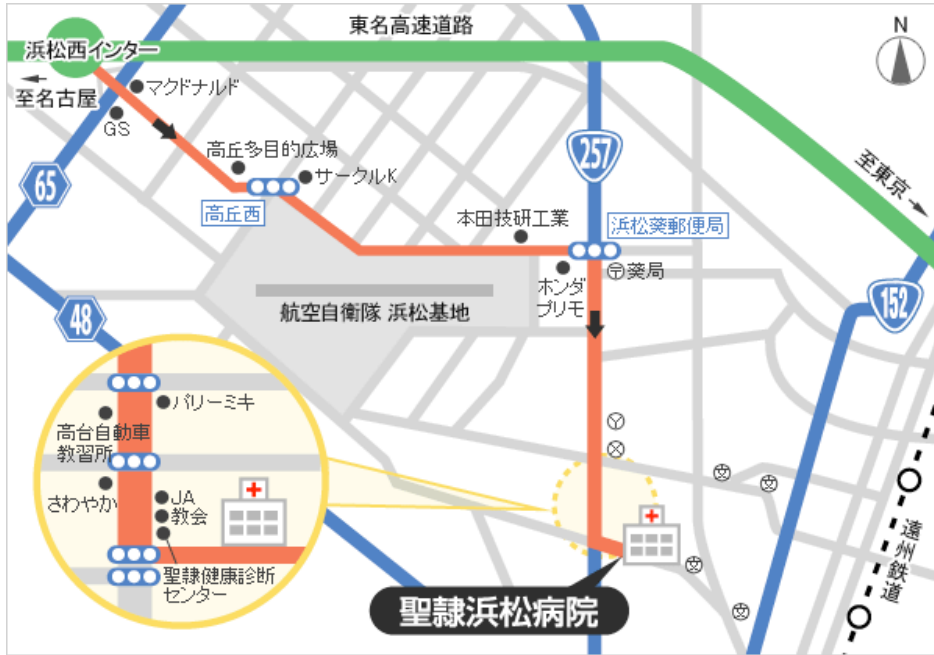 東名高速道路
N
浜松西インター
至名古屋
マクドナルド
GS
65
高丘多目的広場
サークルK
高丘西
257
至東京
本田技研工業
浜松葵郵便局
薬局
ホンダ
プリモ
152
48
航空自衛隊 浜松基地
パリーミキ
高台自動車
教習所
さわやか
JA
教会
聖隷健康診断
センター
遠州鉄道
聖隷浜松病院